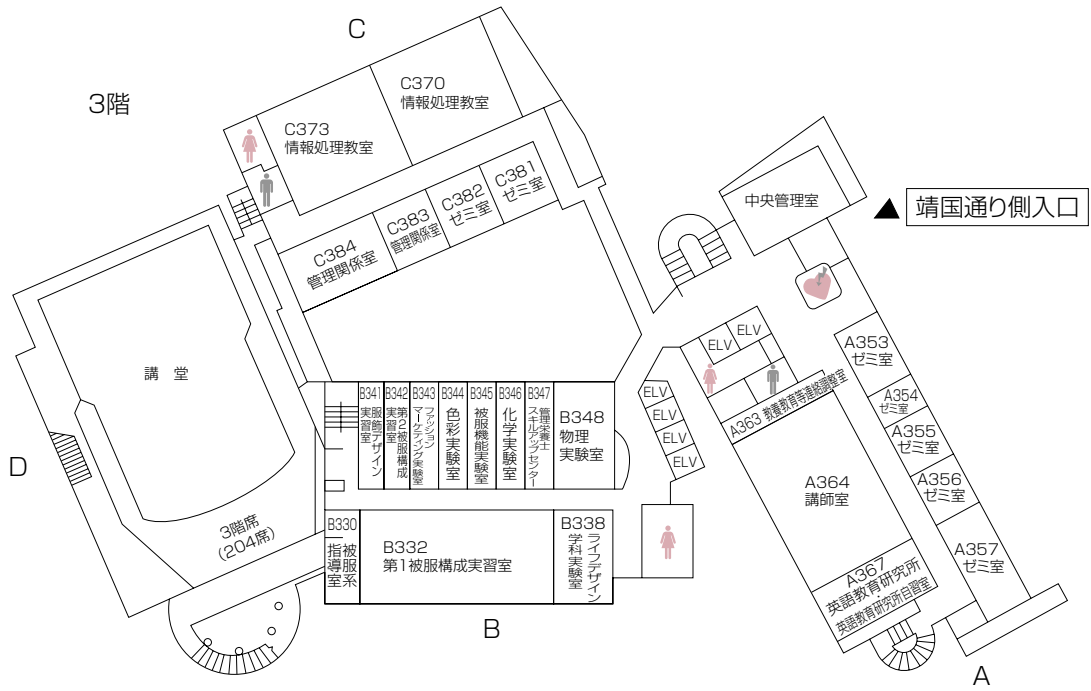 C
3階
C370
情報処理教室
C373
情報処理教室
C381
ゼミ室
C382
ゼミ室
C383
管理関係室
C384
管理関係室
中央管理室
▲ 靖国通り側入口
講 堂
3階席
(204席)
D
ELV
ELV
ELV
ELV
ELV
ELV
A353
ゼミ室
A354
ゼミ室
A355
ゼミ室
A356
ゼミ室
A357
ゼミ室
A363 教養教育等連絡調整室
A364
講師室
A367
英語教育研究所
英語教育研究所自習室
B341
服飾デザイン
実習室
B342
第2被服構成
実習室
B343
ファッション
マーケティング実験室
B344
色彩実験室
B345
被服機能実験室
B346
化学実験室
B347
管理栄養士
スキルアップセンター
B348
物理
実験室
B330
被服系
指導室
B332
第1被服構成実習室
B338
ライフデザイン
学科実験室
B
A